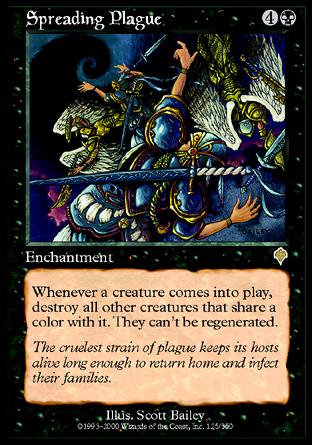 Spreading Plague 4
BAILEY
Enchantment
Whenever a creature comes into play,
destroy all other creatures that share a
color with it. They can't be regenerated.
The cruelest strain of plague keeps its hosts
alive long enough to return home and infect
their families.
Illus. Scott Bailey
©1993-2000 Wizards of the Coast, Inc. 125/350